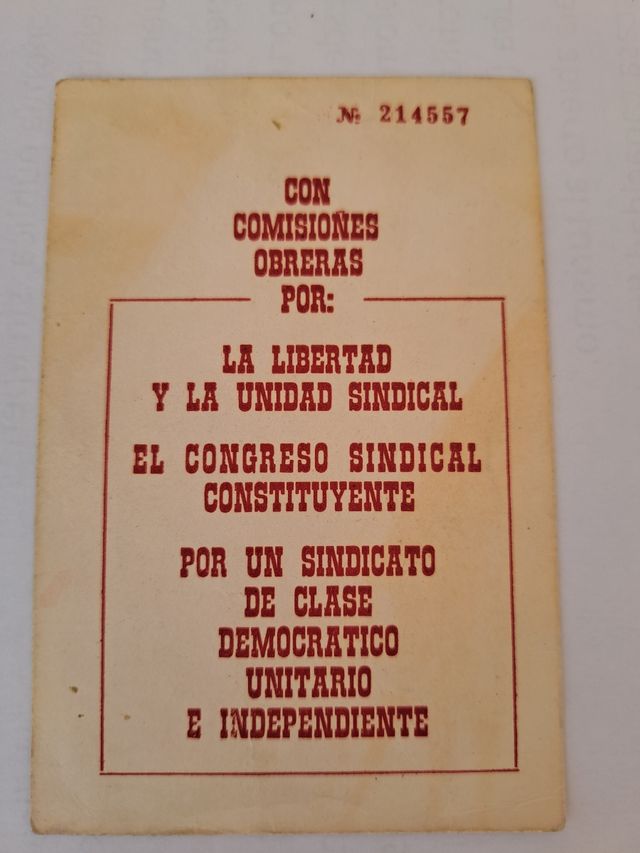 Nº 214557
CON
COMISIOÑES
OBRERAS
POR:
LA LIBERTAD
Y LA UNIDAD SINDICAL
EL CONGRESO SINDICAL
CONSTITUYENTE
POR UN SINDICATO
DE CLASE
DEMOCRATICO
UNITARIO
E INDEPENDIENTE